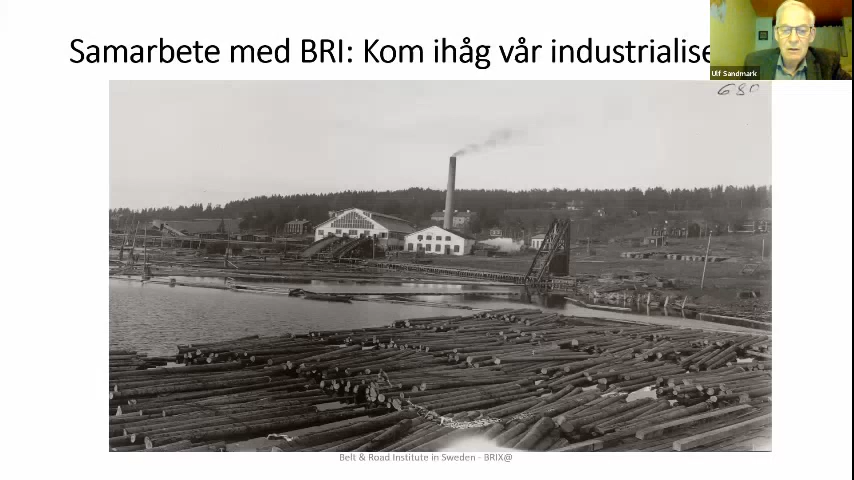 Samarbete med BRI: Kom ihåg vår industrialise
Ulf Sandmark
680
Belt & Road Institute in Sweden - BRIX@